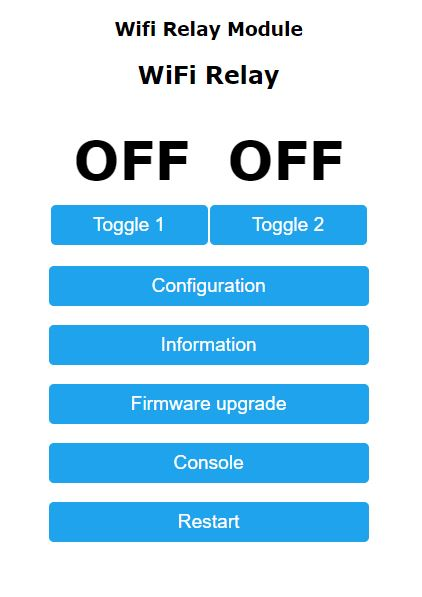 Wifi Relay Module
WiFi Relay
OFF OFF
Toggle 1 Toggle 2
Configuration
Information
Firmware upgrade
Console
Restart